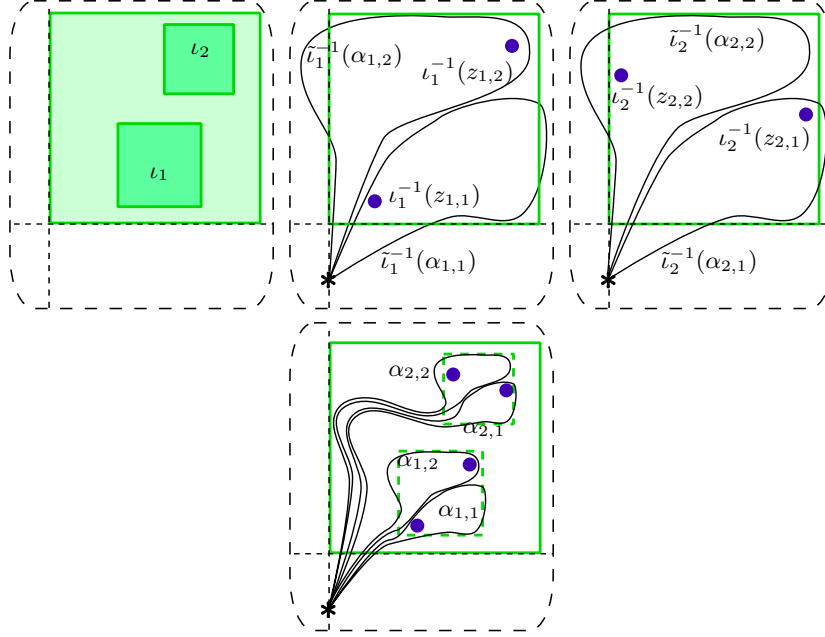 ι₂
ι₁
ι̃₁⁻¹(α₁,₂)
ι₁⁻¹(z₁,₂)
ι₁⁻¹(z₁,₁)
ι̃₁⁻¹(α₁,₁)
*
ι̃₂⁻¹(α₂,₂)
ι₂⁻¹(z₂,₂)
ι₂⁻¹(z₂,₁)
ι̃₂⁻¹(α₂,₁)
*
α₂,₂
α₂,₁
α₁,₂
α₁,₁
*